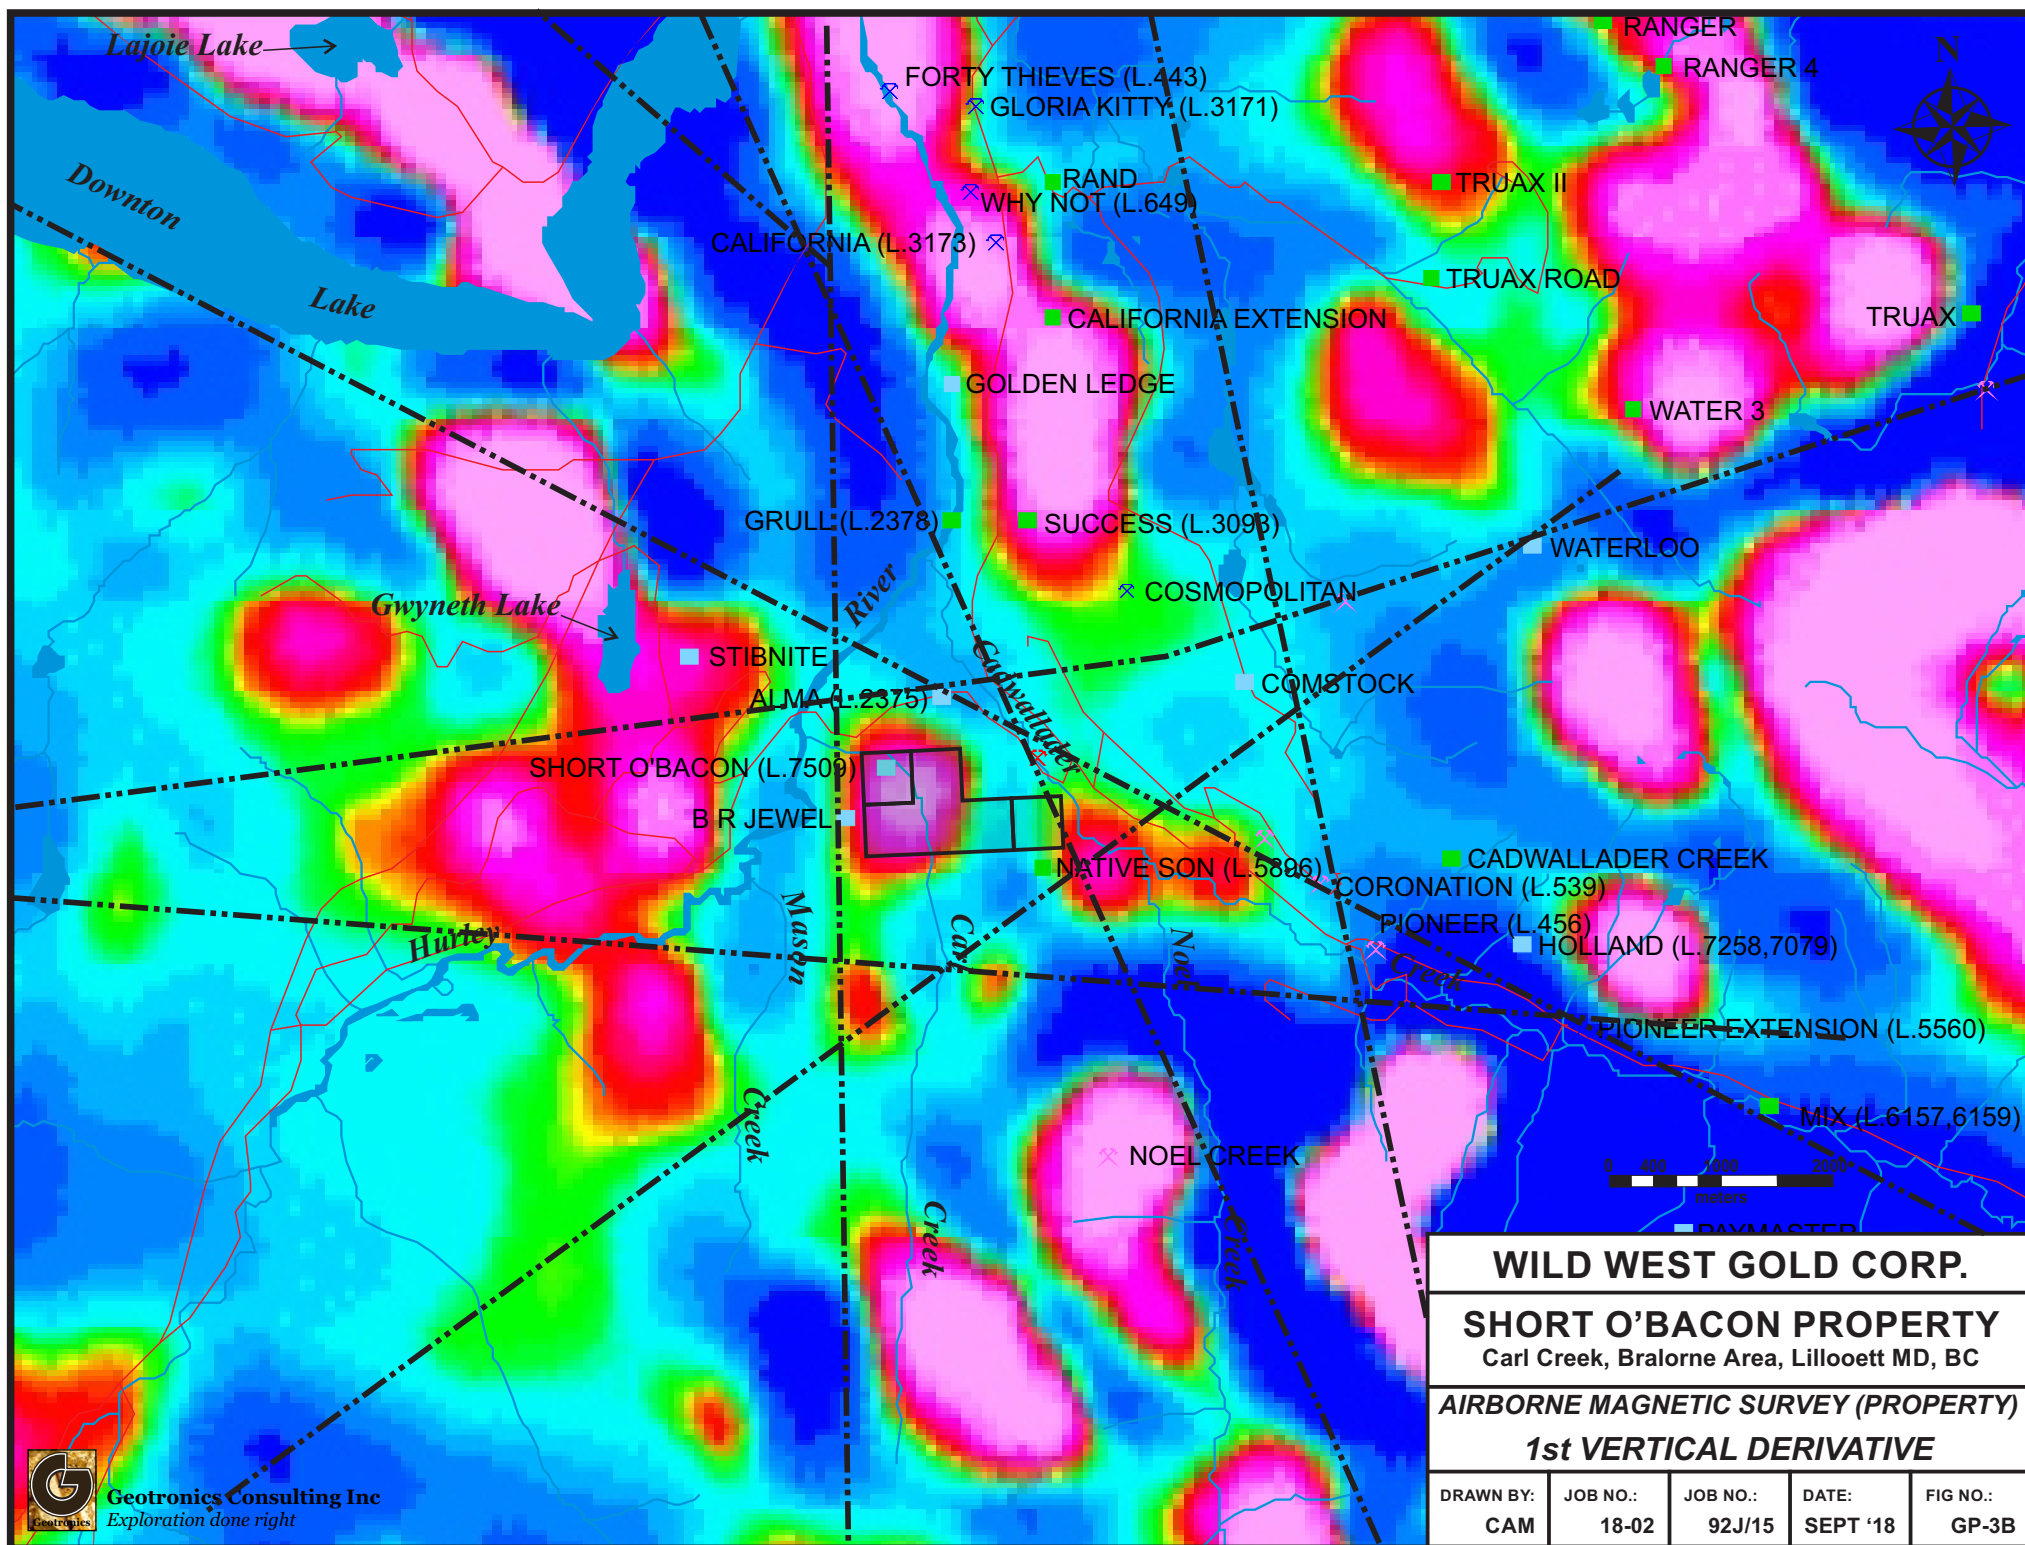 Lajoie Lake
Downton
Lake
FORTY THIEVES (L.443)
GLORIA KITTY (L.3171)
RANGER
RANGER 4
N
RAND
WHY NOT (L.649)
CALIFORNIA (L.3173)
TRUAX II
TRUAX ROAD
TRUAX
CALIFORNIA EXTENSION
GOLDEN LEDGE
WATER 3
GRULL (L.2378)
SUCCESS (L.3093)
WATERLOO
River
COSMOPOLITAN
Gwyneth Lake
STIBNITE
Cadwallader
COMSTOCK
ALMA (L.2375)
SHORT O'BACON (L.7509)
B R JEWEL
NATIVE SON (L.5896)
CADWALLADER CREEK
CORONATION (L.539)
PIONEER (L.456)
HOLLAND (L.7258,7079)
Creek
Hurley
Mason
Creek
Carl
Creek
Noel
Creek
PIONEER EXTENSION (L.5560)
MIX (L.6157,6159)
NOEL CREEK
0 400 1000 2000
meters
PAYMASTER
WILD WEST GOLD CORP.
SHORT O'BACON PROPERTY
Carl Creek, Bralorne Area, Lillooett MD, BC
AIRBORNE MAGNETIC SURVEY (PROPERTY)
1st VERTICAL DERIVATIVE
DRAWN BY: CAM
JOB NO.: 18-02
JOB NO.: 92J/15
DATE: SEPT '18
FIG NO.: GP-3B
Geotronics
Geotronics Consulting Inc
Exploration done right